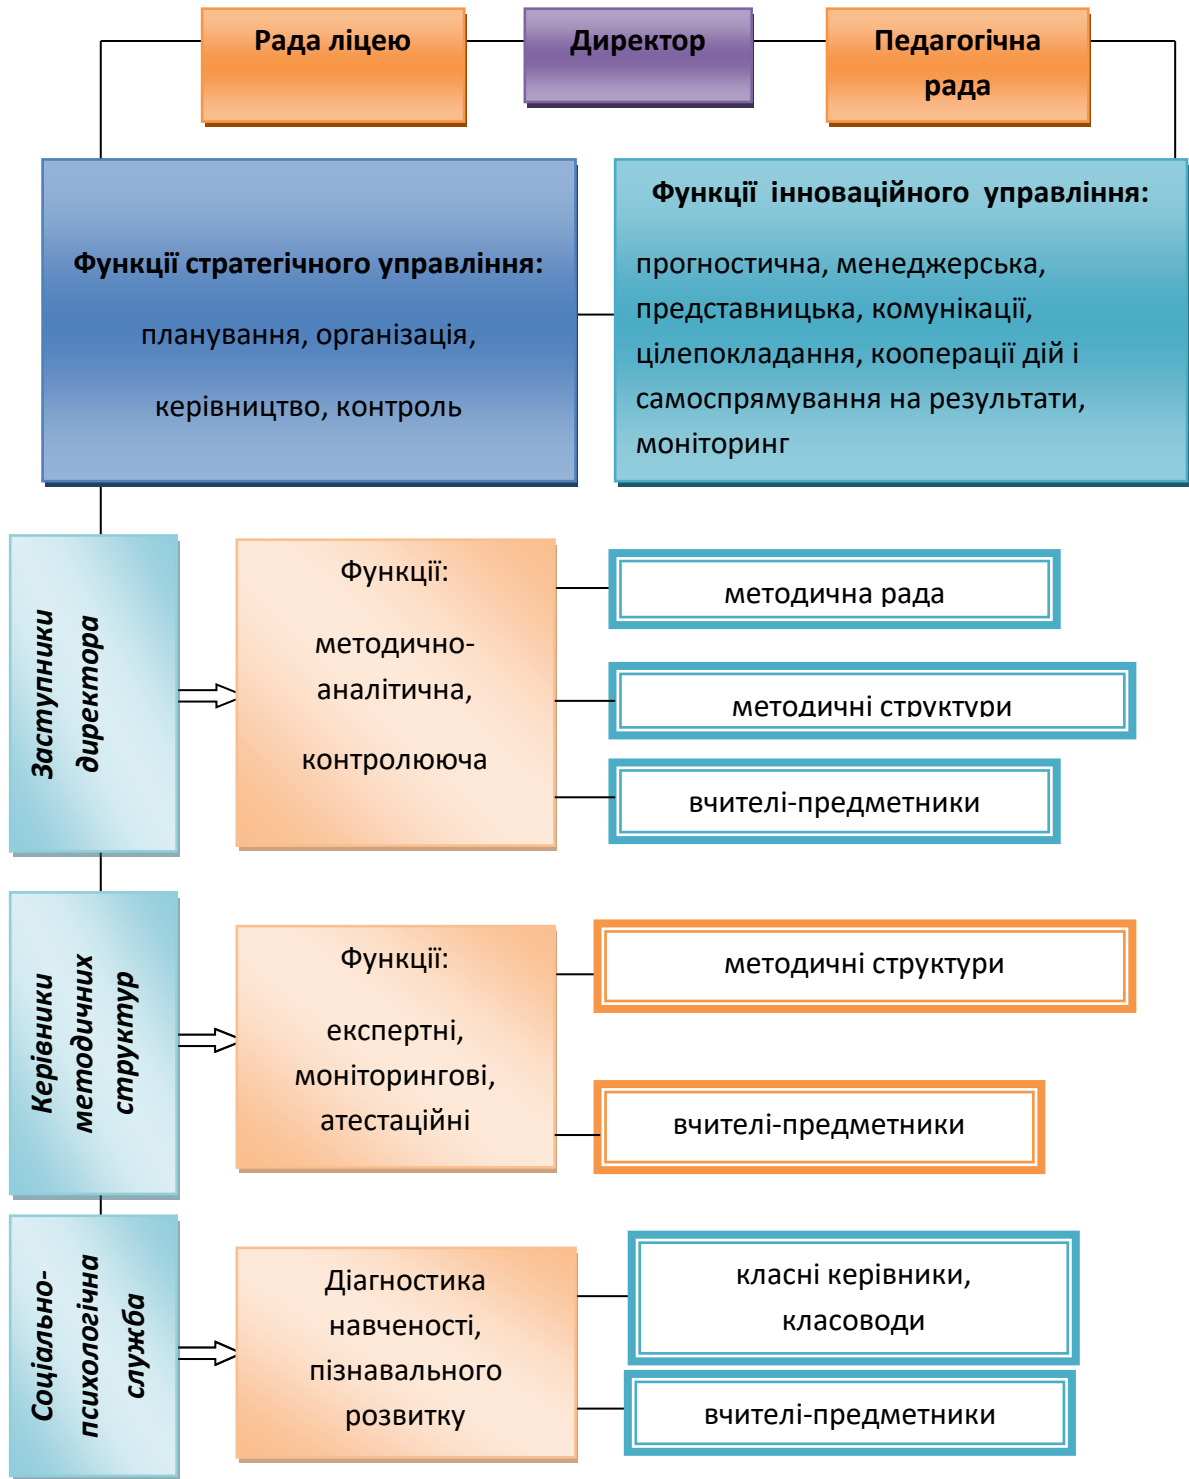 Рада ліцею
Директор
Педагогічна
рада
Функції стратегічного управління:
планування, організація,
керівництво, контроль
Функції інноваційного управління:
прогностична, менеджерська,
представницька, комунікації,
цілепокладання, кооперації дій і
самоспрямування на результати,
моніторинг
Заступники
директора
Функції:
методично-
аналітична,
контролююча
методична рада
методичні структури
вчителі-предметники
Керівники
методичних
структур
Функції:
експертні,
моніторингові,
атестаційні
методичні структури
вчителі-предметники
Соціально-
психологічна
служба
Діагностика
навченості,
пізнавального
розвитку
класні керівники,
класоводи
вчителі-предметники